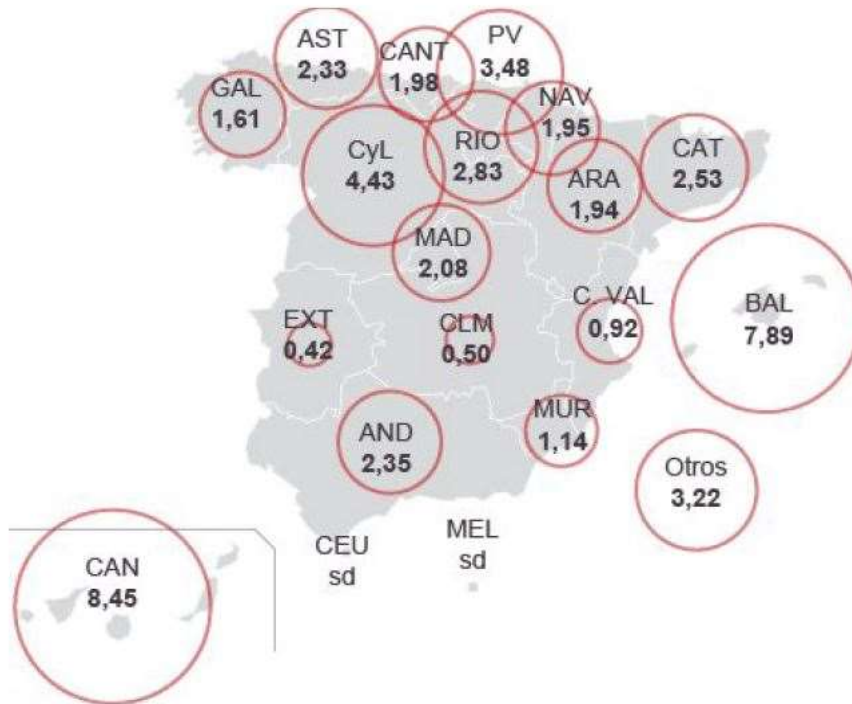 AST
2,33
CANT
1,98
PV
3,48
GAL
1,61
CyL
4,43
RIO
2,83
NAV
1,95
ARA
1,94
CAT
2,53
MAD
2,08
EXT
0,42
CLM
0,50
C. VAL
0,92
BAL
7,89
AND
2,35
MUR
1,14
Otros
3,22
CEU
sd
MEL
sd
CAN
8,45